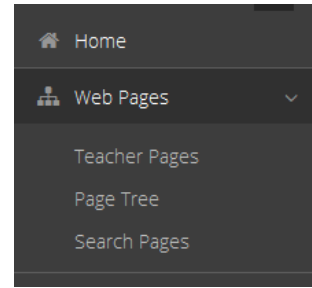 Home
Web Pages
Teacher Pages
Page Tree
Search Pages